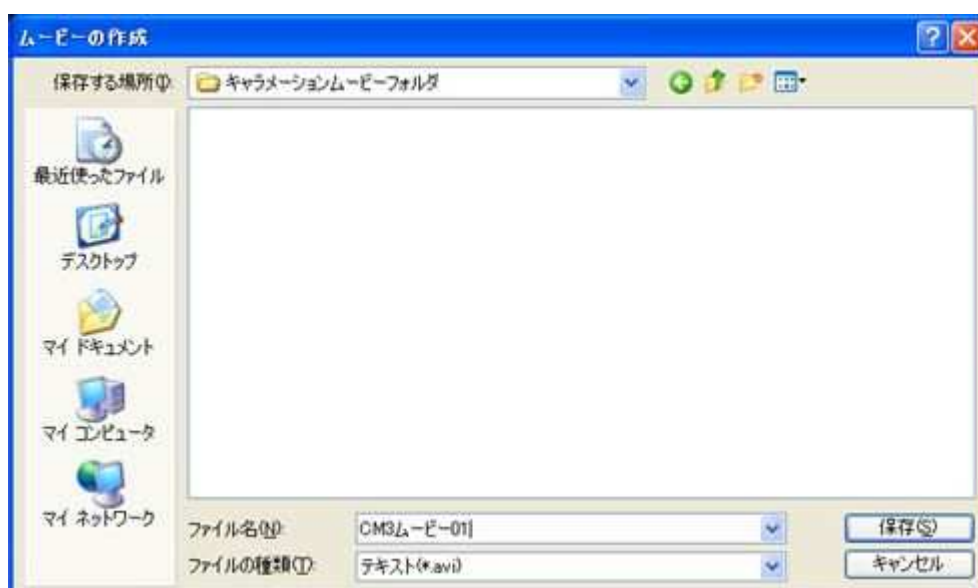 ムービーの作成
保存する場所(I):
キャラメーションムービーフォルダ
最近使ったファイル
デスクトップ
マイ ドキュメント
マイ コンピュータ
マイ ネットワーク
ファイル名(N):
CM3ムービー01
保存(S)
ファイルの種類(T):
テキスト(*.avi)
キャンセル